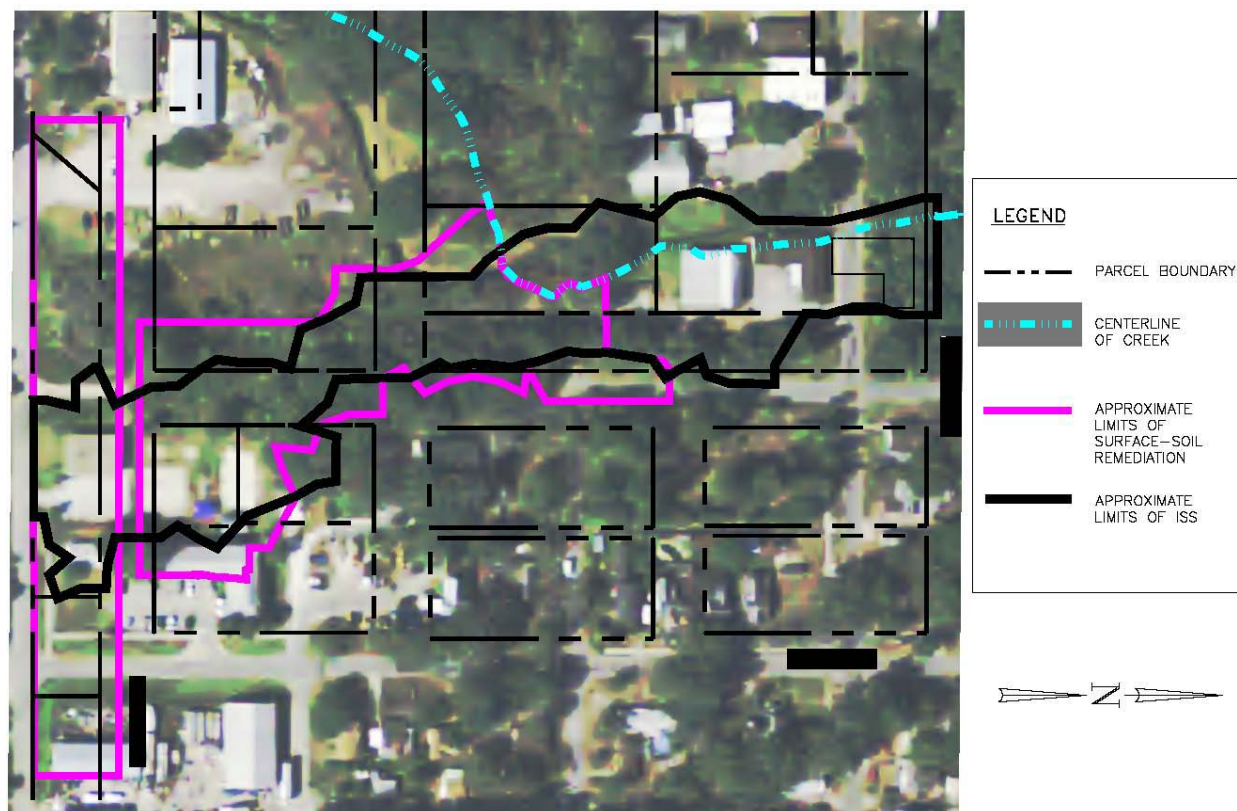 LEGEND
PARCEL BOUNDARY
CENTERLINE
OF CREEK
APPROXIMATE
LIMITS OF
SURFACE-SOIL
REMEDIATION
APPROXIMATE
LIMITS OF ISS
N